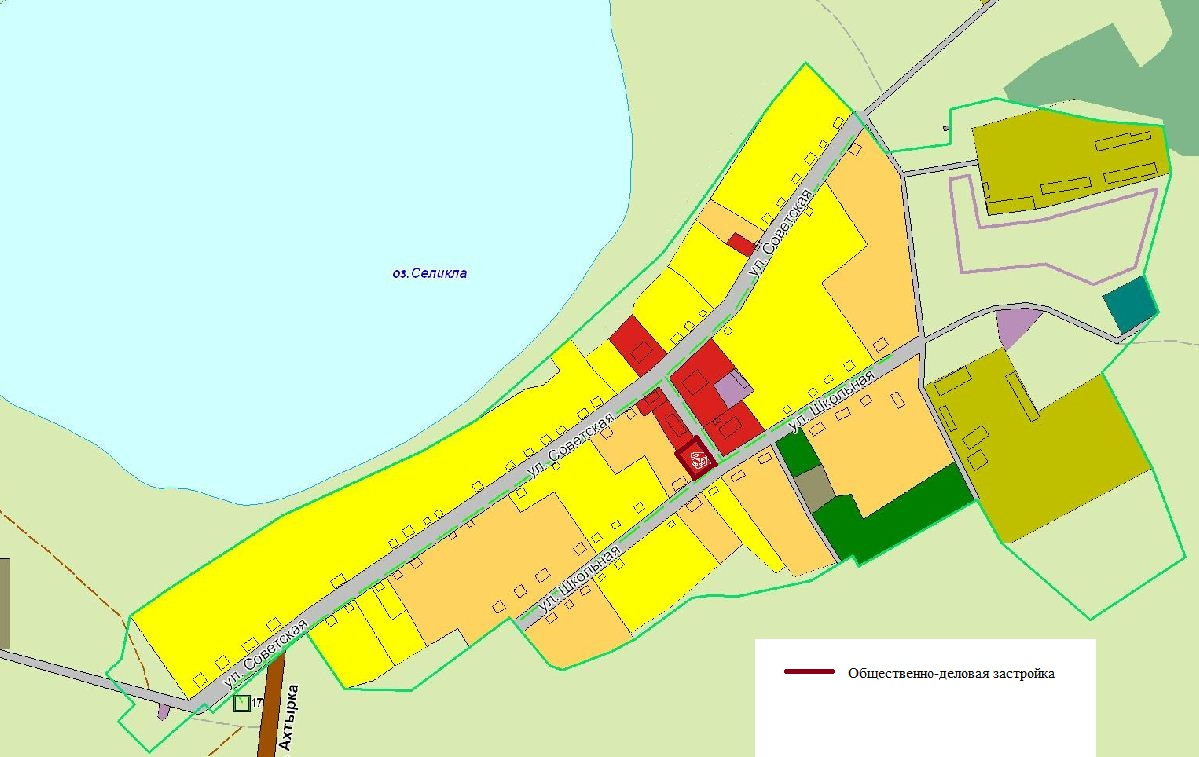 ул. Советская
оз. Селикла
ул. Школьная
ул. Советская
ул. Школьная
ул. Советская
Общественно-деловая застройка
17
Ахтырка